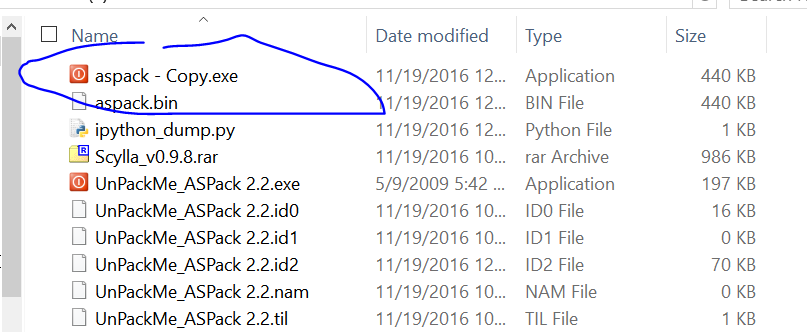 Name Date modified Type Size
aspack - Copy.exe 11/19/2016 12... Application 440 KB
aspack.bin 11/19/2016 12... BIN File 440 KB
ipython_dump.py 11/19/2016 12... Python File 1 KB
Scylla_v0.9.8.rar 11/19/2016 10... rar Archive 986 KB
UnPackMe_ASPack 2.2.exe 5/9/2009 5:42 ... Application 197 KB
UnPackMe_ASPack 2.2.id0 11/19/2016 10... ID0 File 16 KB
UnPackMe_ASPack 2.2.id1 11/19/2016 10... ID1 File 0 KB
UnPackMe_ASPack 2.2.id2 11/19/2016 12... ID2 File 70 KB
UnPackMe_ASPack 2.2.nam 11/19/2016 10... NAM File 0 KB
UnPackMe_ASPack 2.2.til 11/19/2016 10... TIL File 1 KB